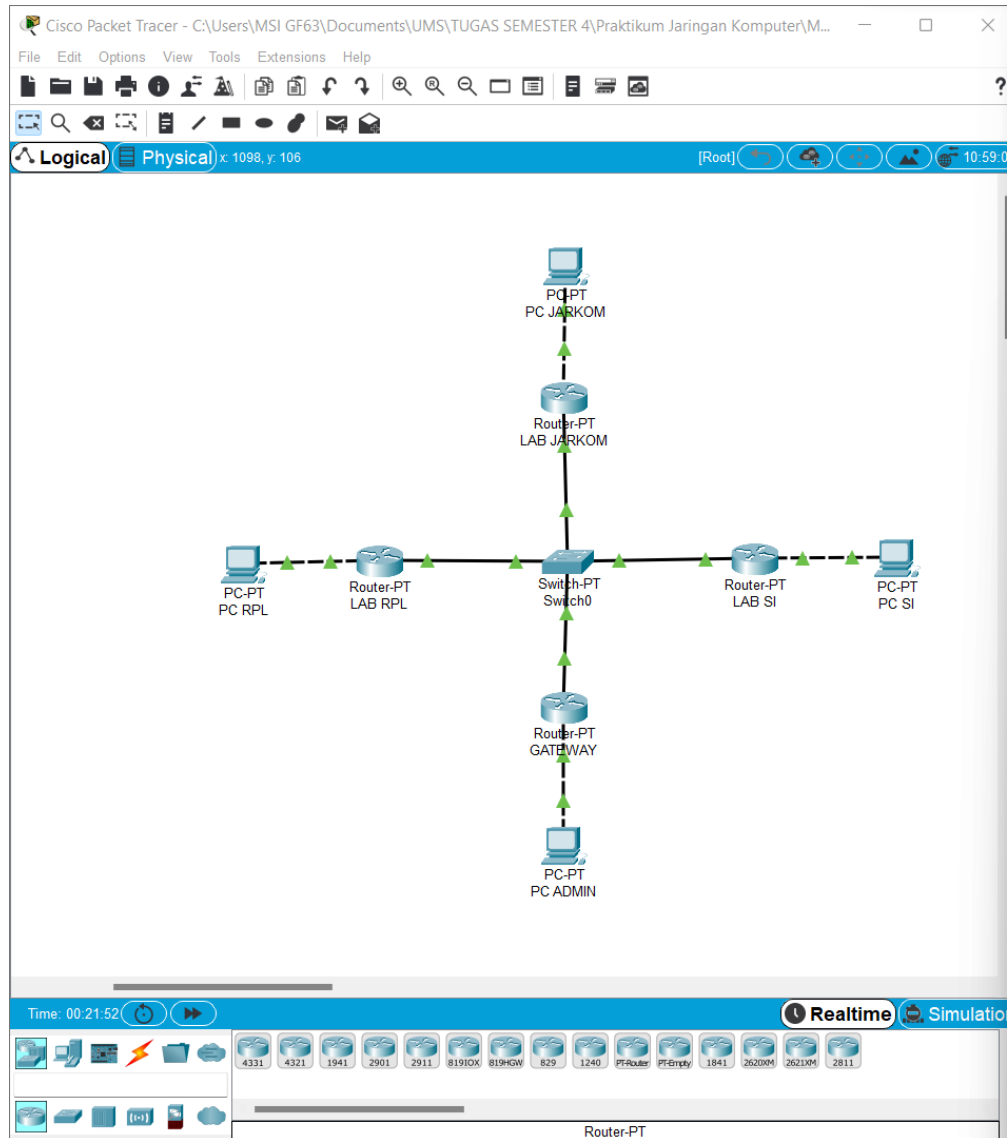 Cisco Packet Tracer - C:\Users\MSI GF63\Documents\UMS\TUGAS SEMESTER 4\Praktikum Jaringan Komputer\M...
File Edit Options View Tools Extensions Help
?
Logical Physical x: 1098, y: 106 [Root] 10:59:0
PC-PT
PC JARKOM
Router-PT
LAB JARKOM
PC-PT
PC RPL
Router-PT
LAB RPL
Switch-PT
Switch0
Router-PT
LAB SI
PC-PT
PC SI
Router-PT
GATEWAY
PC-PT
PC ADMIN
Time: 00:21:52 Realtime Simulation
4331 4321 1941 2901 2911 819IOX 819HGW 829 1240 PT-Router PT-Empty 1841 2620XM 2621XM 2811
Router-PT